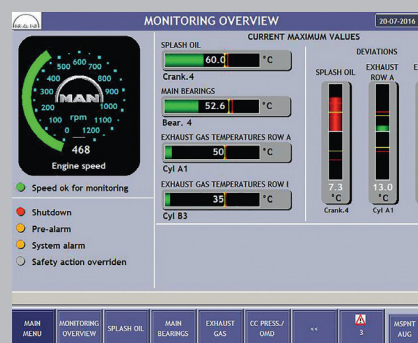 MONITORING OVERVIEW
20-07-2016
CURRENT MAXIMUM VALUES
SPLASH OIL
60.0 °C
Crank.4
MAIN BEARINGS
52.6 °C
Bear. 4
EXHAUST GAS TEMPERATURES ROW A
50 °C
Cyl A1
EXHAUST GAS TEMPERATURES ROW I
35 °C
Cyl B3
DEVIATIONS
SPLASH OIL
7.3
°C
Crank.4
EXHAUST
ROW A
13.0
°C
Cyl A1
E
500
400
600
300
700
200
800
100
900
0
1000
-100
1100
-120
rpm
0
1200
MAN
468
Engine speed
Speed ok for monitoring
Shutdown
Pre-alarm
System alarm
Safety action overriden
MAIN
MENU
MONITORING
OVERVIEW
SPLASH OIL
MAIN
BEARINGS
EXHAUST
GAS
CC PRESS./
OMD
<<
3
MSPNT
AUG